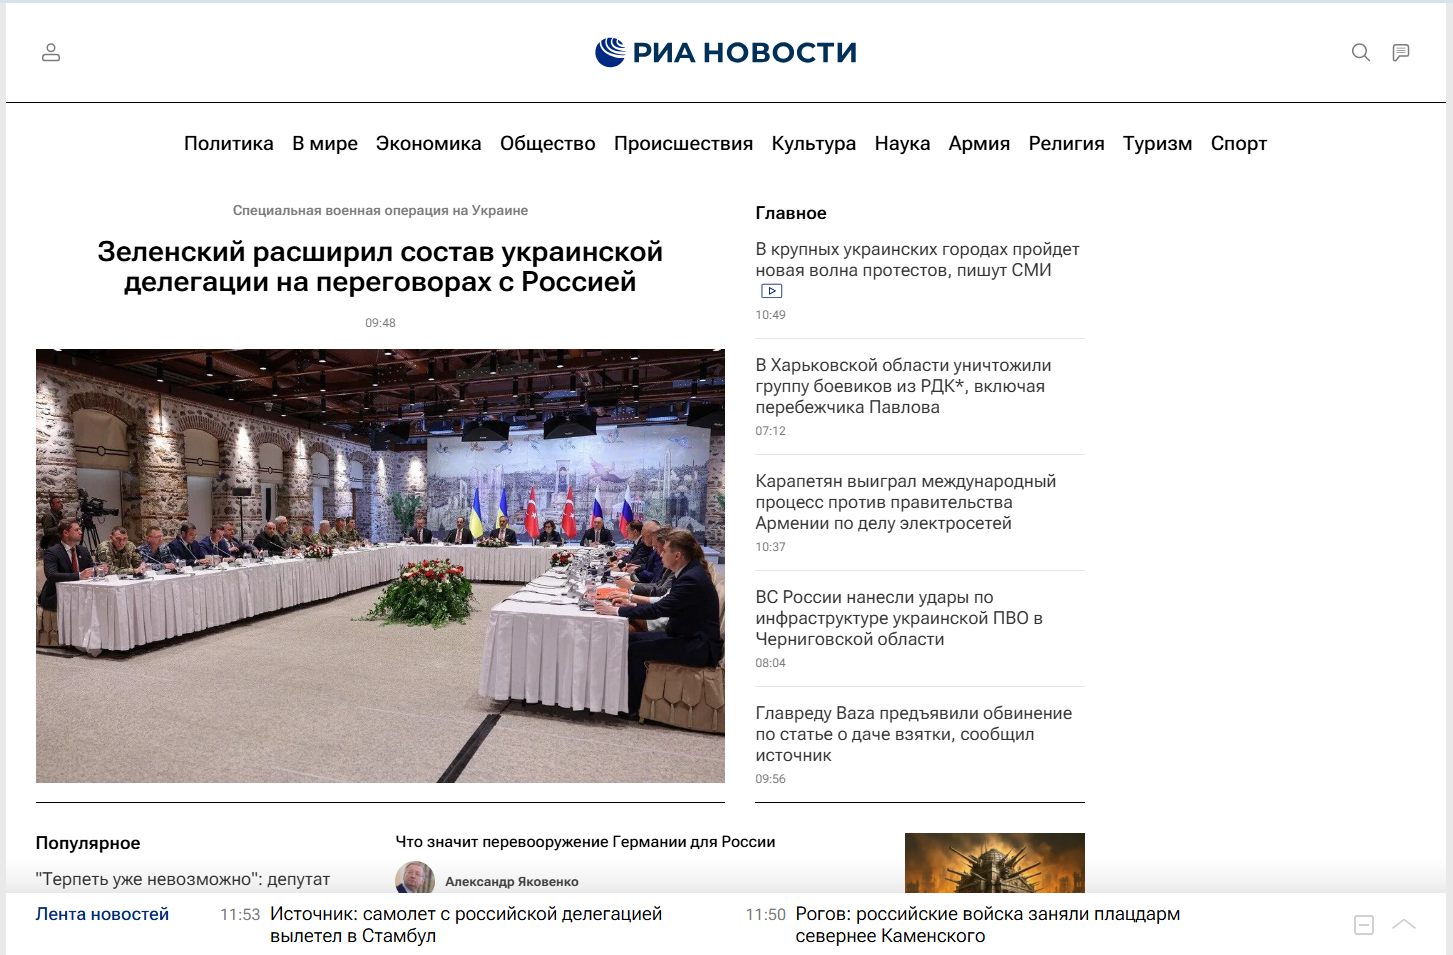 РИА НОВОСТИ
Политика В мире Экономика Общество Происшествия Культура Наука Армия Религия Туризм Спорт
Специальная военная операция на Украине
Зеленский расширил состав украинской
делегации на переговорах с Россией
09:48
Главное
В крупных украинских городах пройдет
новая волна протестов, пишут СМИ
10:49
В Харьковской области уничтожили
группу боевиков из РДК*, включая
перебежчика Павлова
07:12
Карапетян выиграл международный
процесс против правительства
Армении по делу электросетей
10:37
ВС России нанесли удары по
инфраструктуре украинской ПВО в
Черниговской области
08:04
Главреду Baza предъявили обвинение
по статье о даче взятки, сообщил
источник
09:56
Популярное
"Терпеть уже невозможно": депутат
Что значит перевооружение Германии для России
Александр Яковенко
Лента новостей
11:53 Источник: самолет с российской делегацией
вылетел в Стамбул
11:50 Рогов: российские войска заняли плацдарм
севернее Каменского